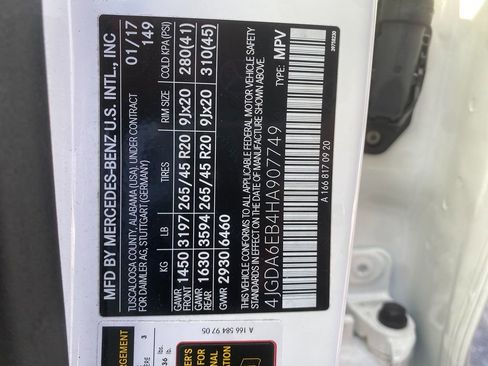 MFD BY MERCEDES-BENZ U.S. INTL., INC
TUSCALOOSA COUNTY, ALABAMA (USA), UNDER CONTRACT
FOR DAIMLER AG, STUTTGART (GERMANY)
01/17
149
KG LB TIRES RIM SIZE COLD KPA (PSI)
GAWR FRONT 1450 3197 265/45 R20 9Jx20 280(41)
GAWR REAR 1630 3594 265/45 R20 9Jx20 310(45)
GVWR 2930 6460
THIS VEHICLE CONFORMS TO ALL APPLICABLE FEDERAL MOTOR VEHICLE SAFETY
STANDARDS IN EFFECT ON THE DATE OF MANUFACTURE SHOWN ABOVE.
4JGDA6EB4HA907749 TYPE: MPV
A 166 817 09 20
A 166 584 97 05